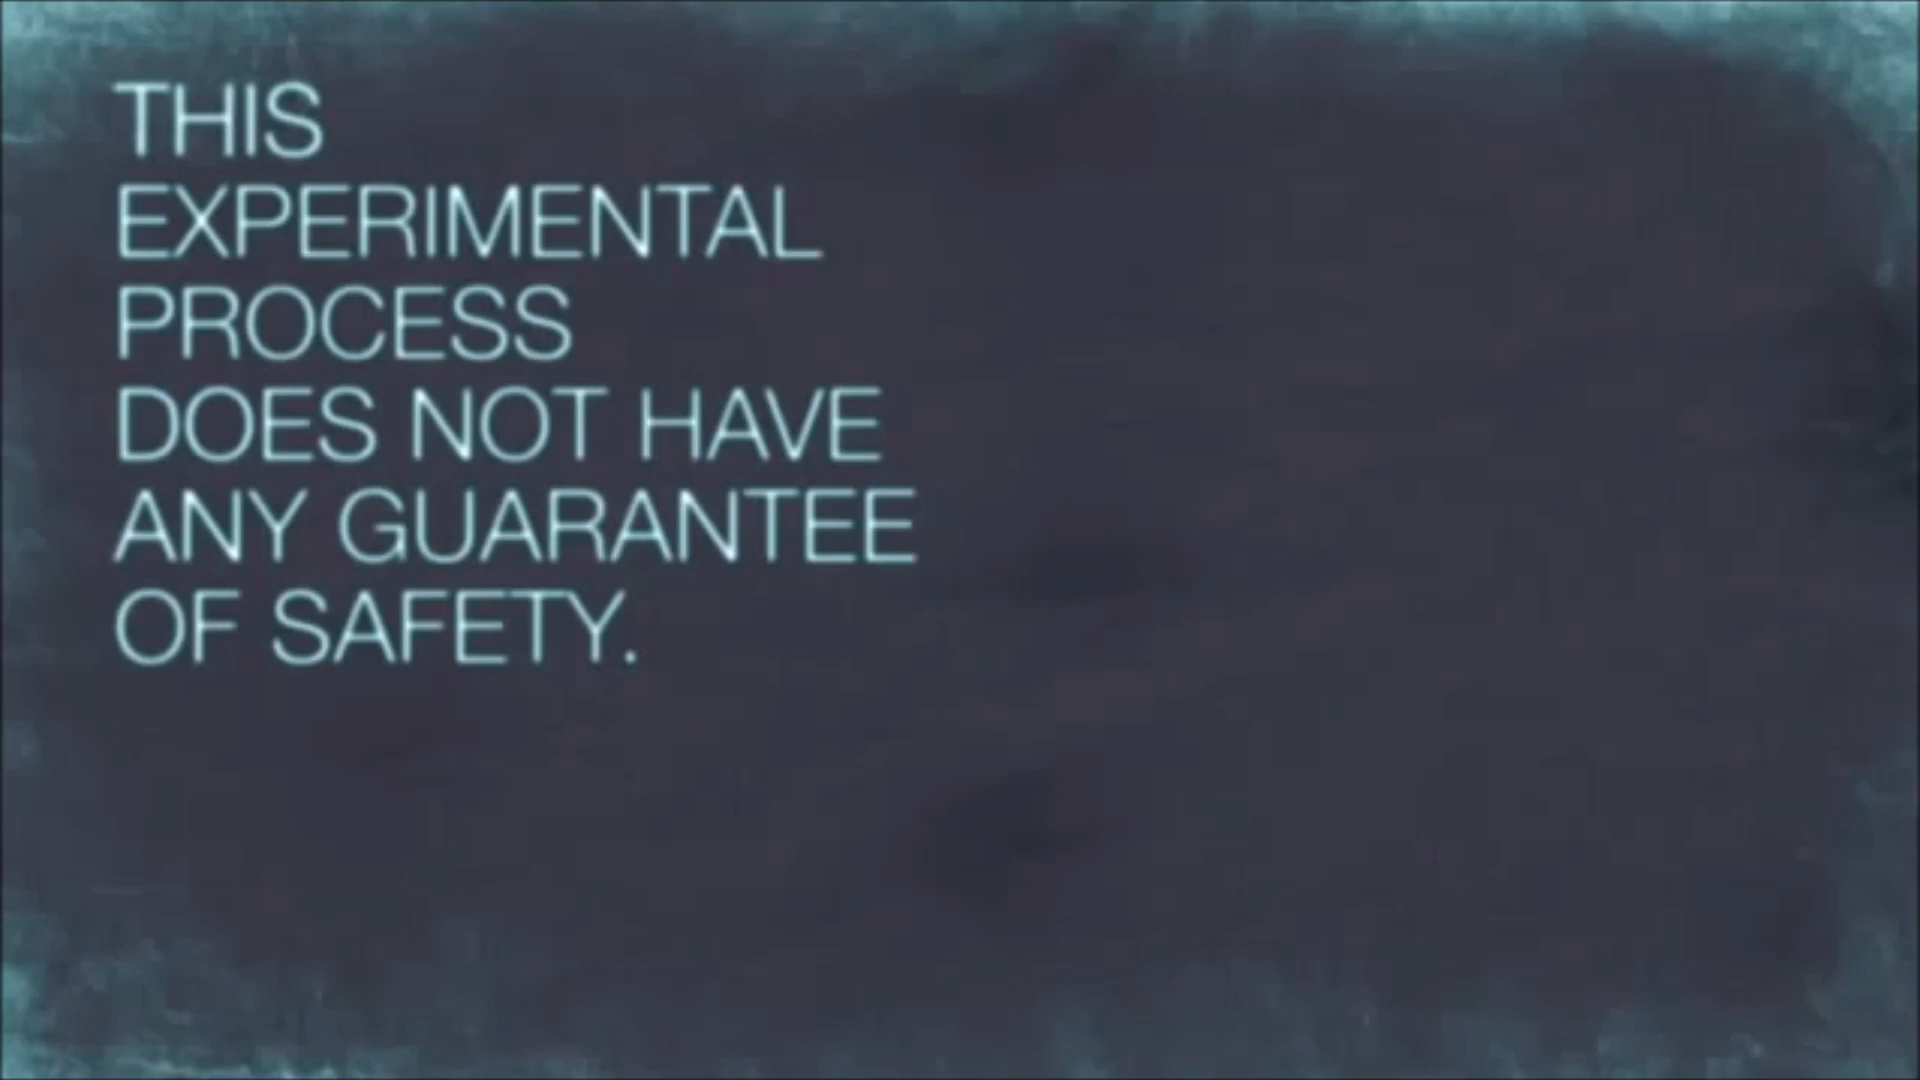 THIS
EXPERIMENTAL
PROCESS
DOES NOT HAVE
ANY GUARANTEE
OF SAFETY.